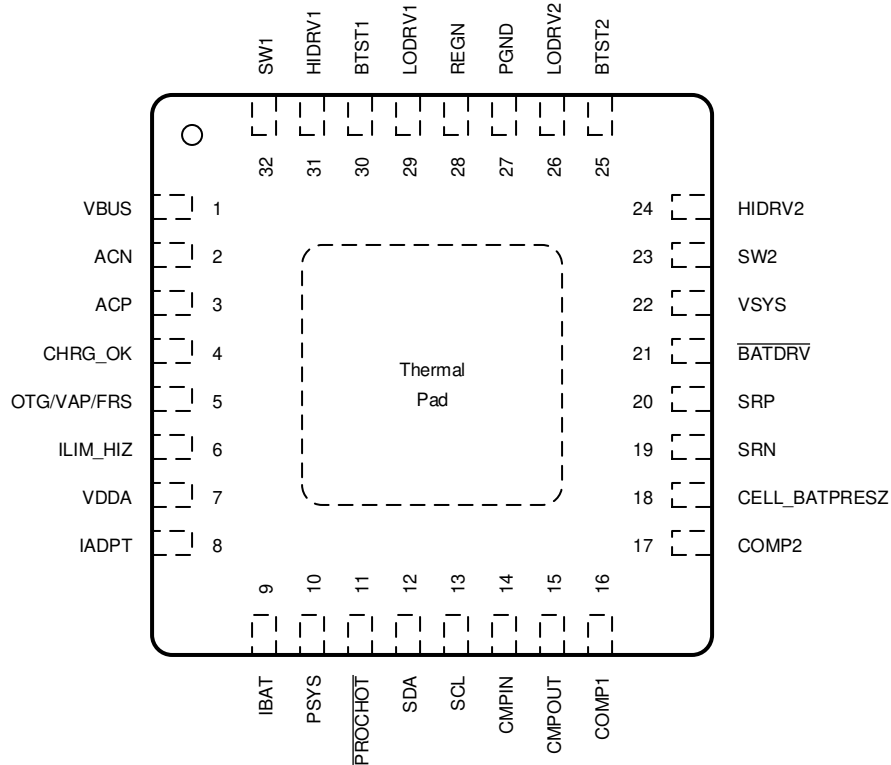 SW1
HIDRV1
BTST1
LODRV1
REGN
PGND
LODRV2
BTST2
32
31
30
29
28
27
26
25
VBUS 1
ACN 2
ACP 3
CHRG_OK 4
OTG/VAP/FRS 5
ILIM_HIZ 6
VDDA 7
IADPT 8
Thermal
Pad
24 HIDRV2
23 SW2
22 VSYS
21 BATDRV
20 SRP
19 SRN
18 CELL_BATPRESZ
17 COMP2
9
10
11
12
13
14
15
16
IBAT
PSYS
PROCHOT
SDA
SCL
CMPIN
CMPOUT
COMP1